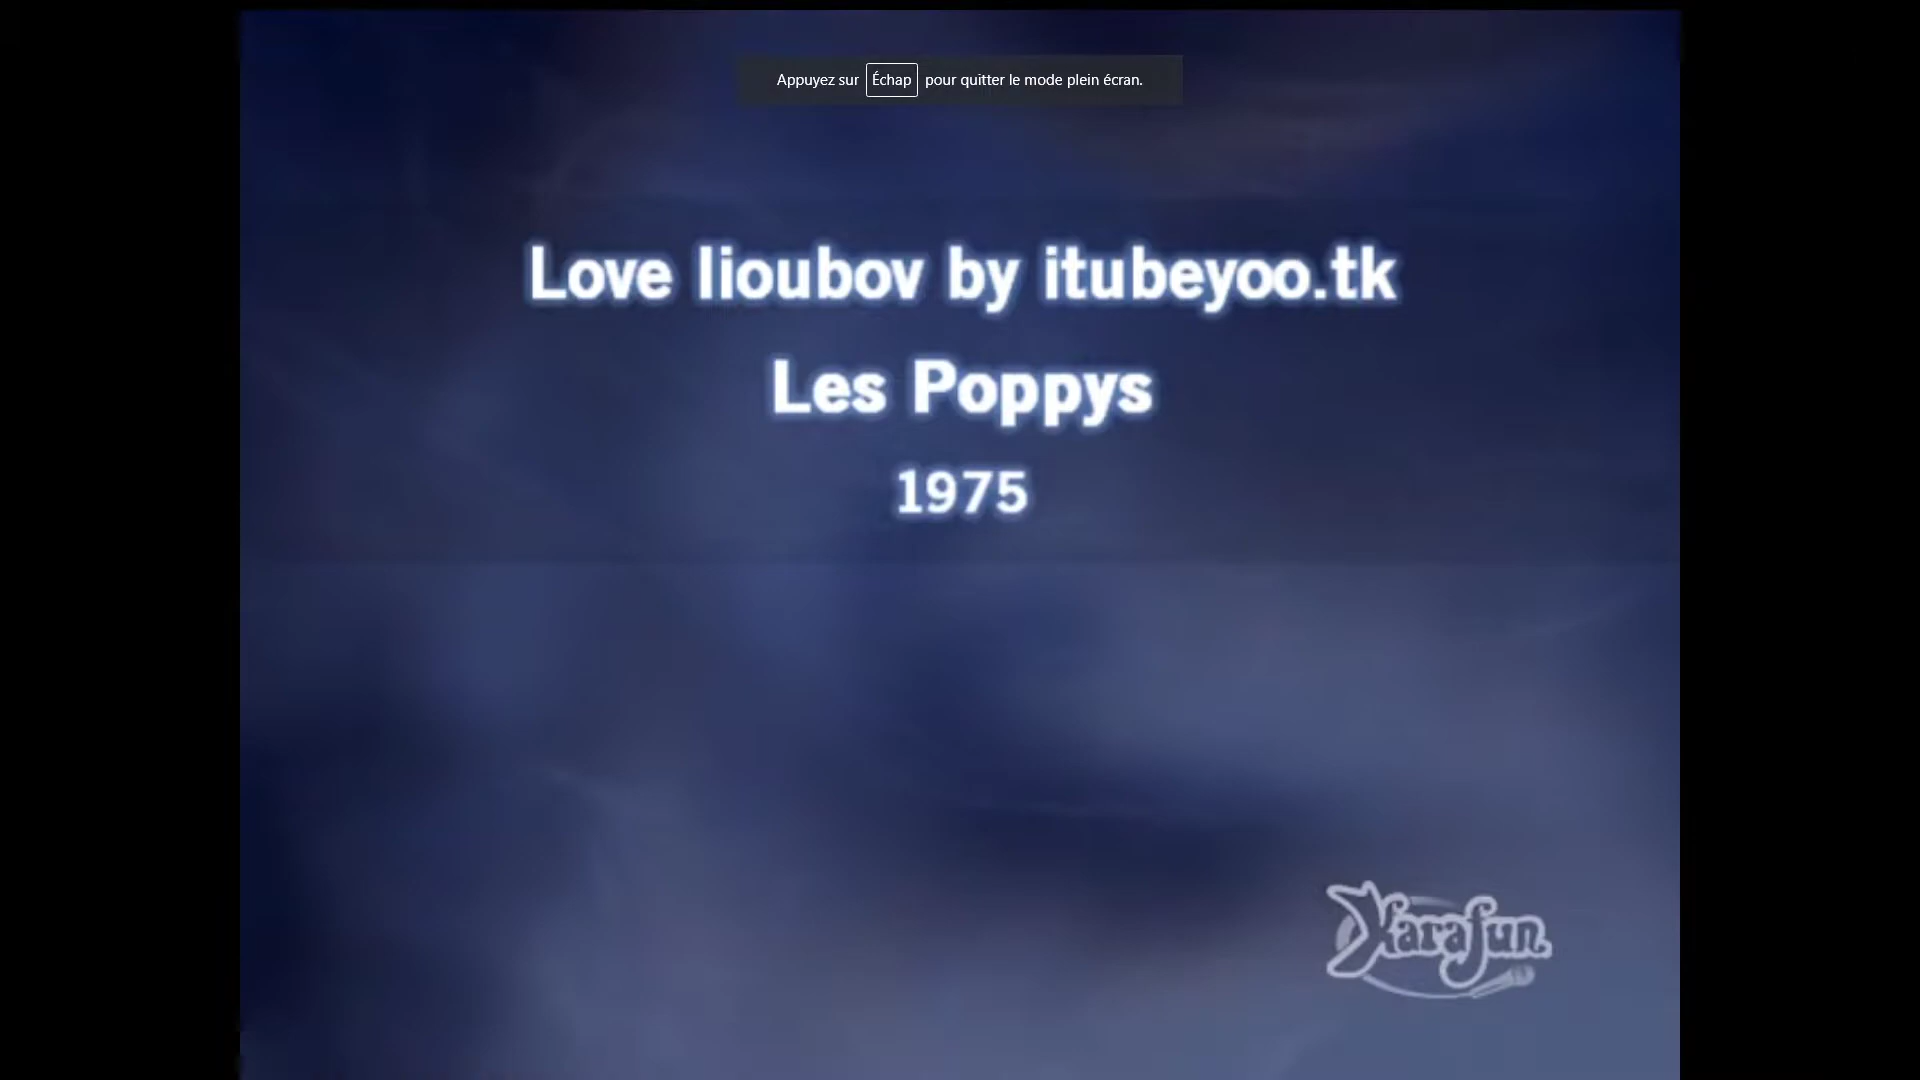 Appuyez sur Échap pour quitter le mode plein écran.
Love lioubov by itubeyoo.tk
Les Poppys
1975
Karafun